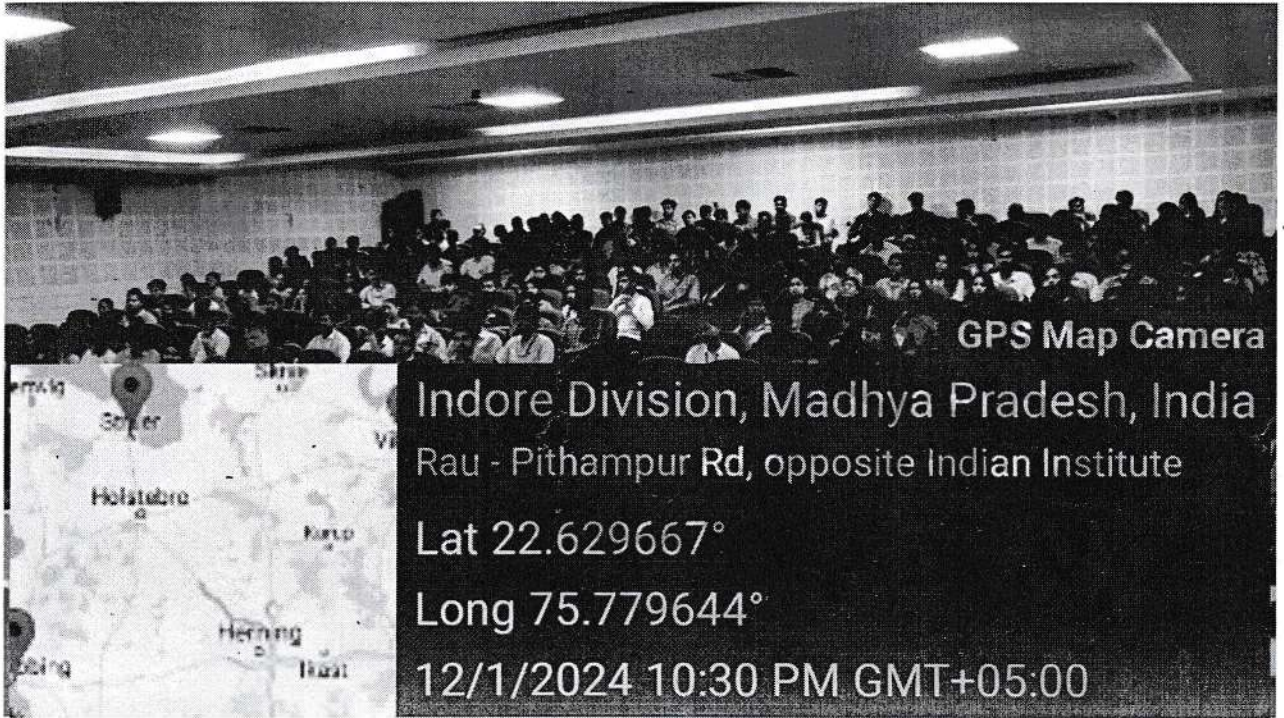 GPS Map Camera
Indore Division, Madhya Pradesh, India
Rau - Pithampur Rd, opposite Indian Institute
Lat 22.629667°
Long 75.779644°
12/1/2024 10:30 PM GMT+05:00
Holstebro
Herning